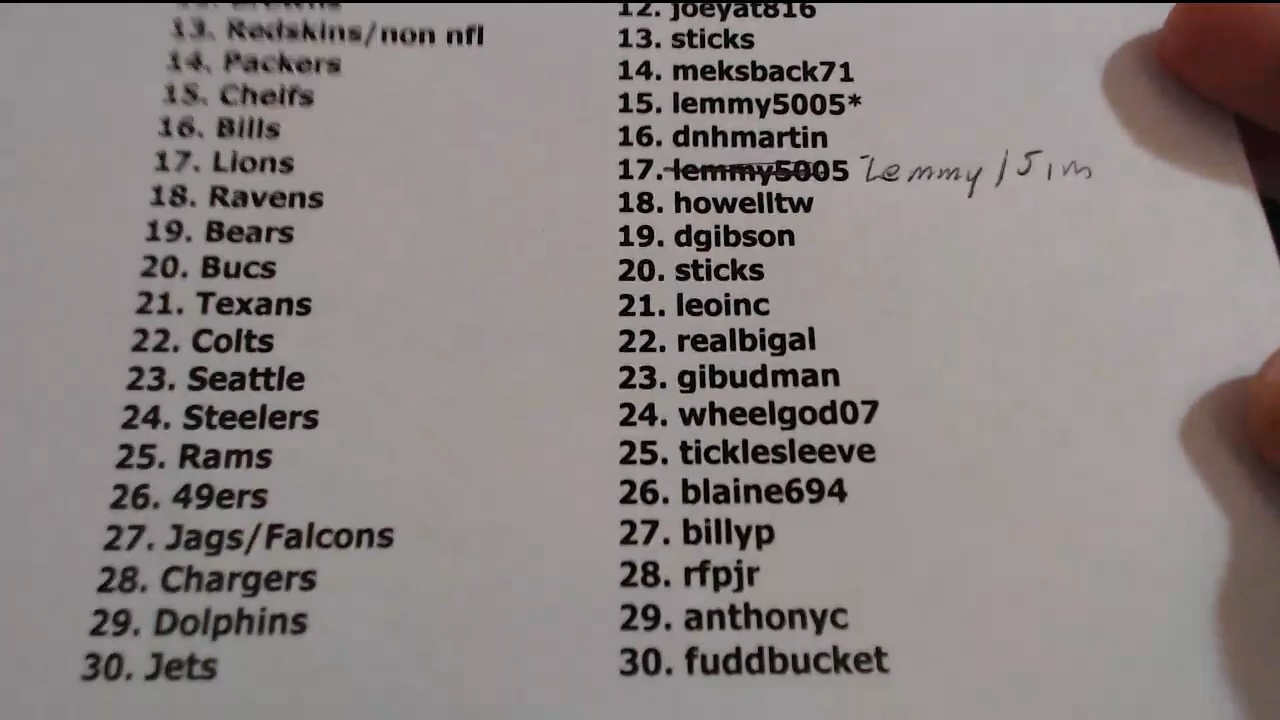 12. joeyat816
13. Redskins/non nfl
14. Packers
15. Cheifs
16. Bills
17. Lions
18. Ravens
19. Bears
20. Bucs
21. Texans
22. Colts
23. Seattle
24. Steelers
25. Rams
26. 49ers
27. Jags/Falcons
28. Chargers
29. Dolphins
30. Jets
13. sticks
14. meksback71
15. lemmy5005*
16. dnhmartin
17. lemmy5005 Lemmy/Jim
18. howelltw
19. dgibson
20. sticks
21. leoinc
22. realbigal
23. gibudman
24. wheelgod07
25. ticklesleeve
26. blaine694
27. billyp
28. rfpjr
29. anthonyc
30. fuddbucket